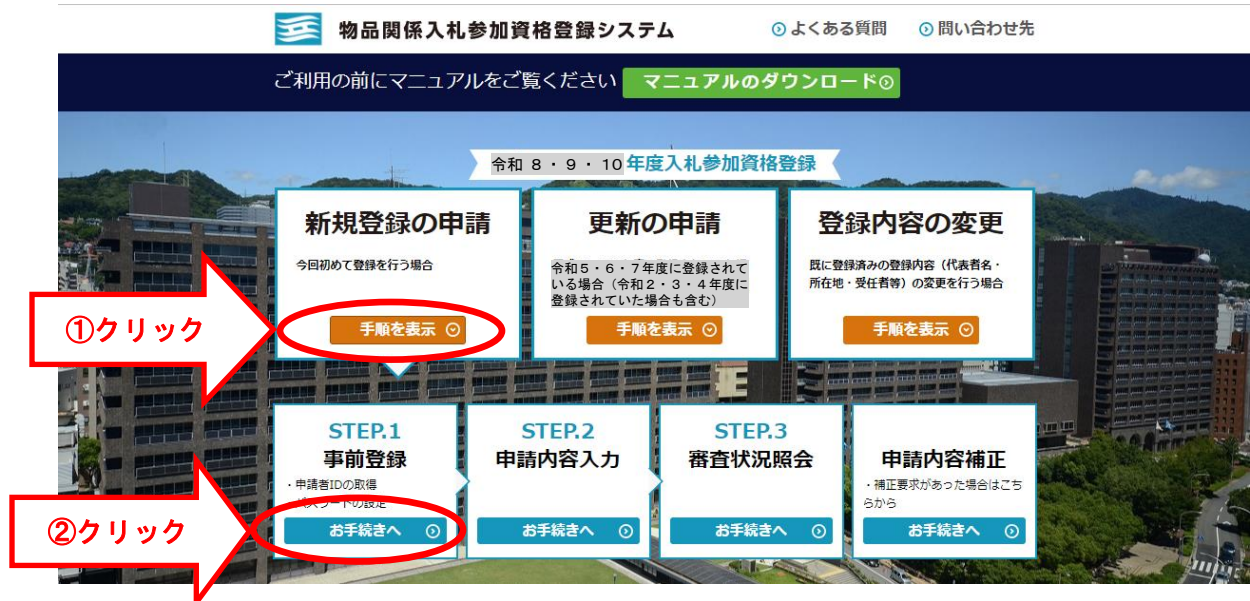 物品関係入札参加資格登録システム
よくある質問
問い合わせ先
ご利用の前にマニュアルをご覧ください
マニュアルのダウンロード
令和 8・9・10年度入札参加資格登録
新規登録の申請
今回初めて登録を行う場合
手順を表示
更新の申請
令和5・6・7年度に登録されて
いる場合（令和2・3・4年度に
登録されていた場合も含む）
手順を表示
登録内容の変更
既に登録済みの登録内容（代表者名・
所在地・受任者等）の変更を行う場合
手順を表示
①クリック
STEP.1
事前登録
・申請者IDの取得
・パスワードの設定
お手続きへ
STEP.2
申請内容入力
お手続きへ
STEP.3
審査状況照会
お手続きへ
申請内容補正
・補正要求があった場合はこち
らから
お手続きへ
②クリック